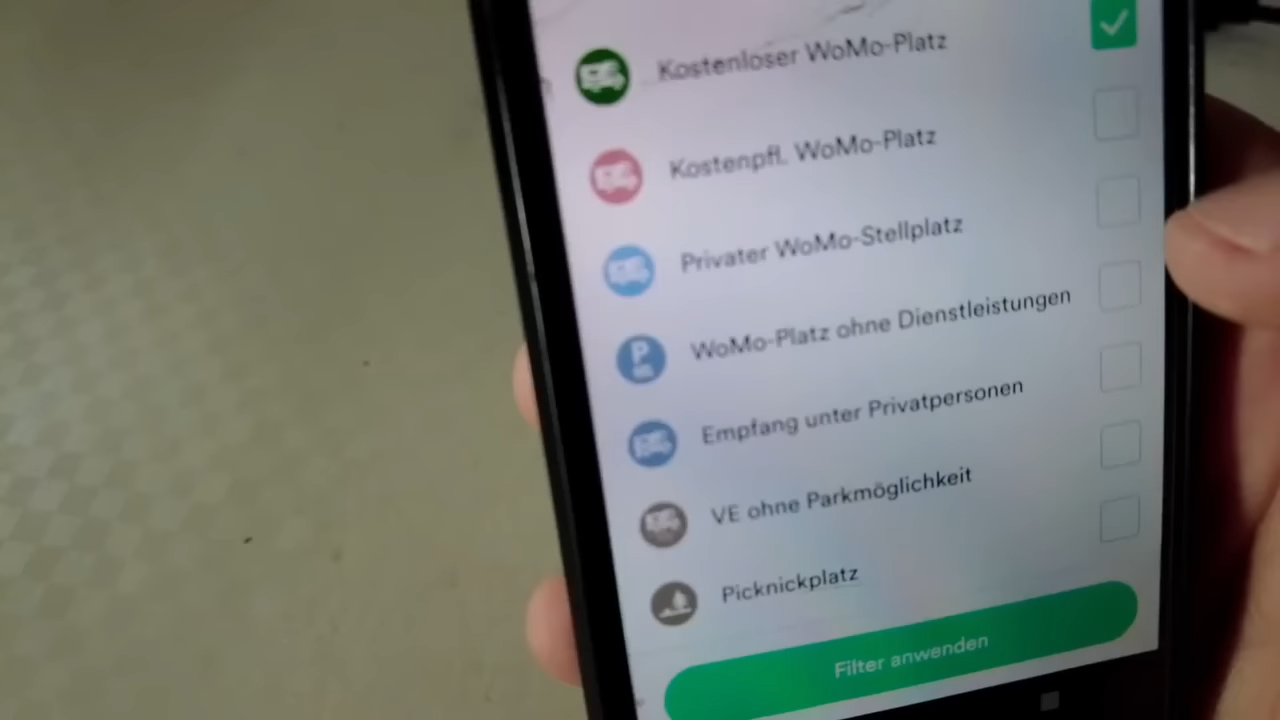 Kostenloser WoMo-Platz
Kostenpfl. WoMo-Platz
Privater WoMo-Stellplatz
P
WoMo-Platz ohne Dienstleistungen
Empfang unter Privatpersonen
VE ohne Parkmöglichkeit
Picknickplatz
Filter anwenden